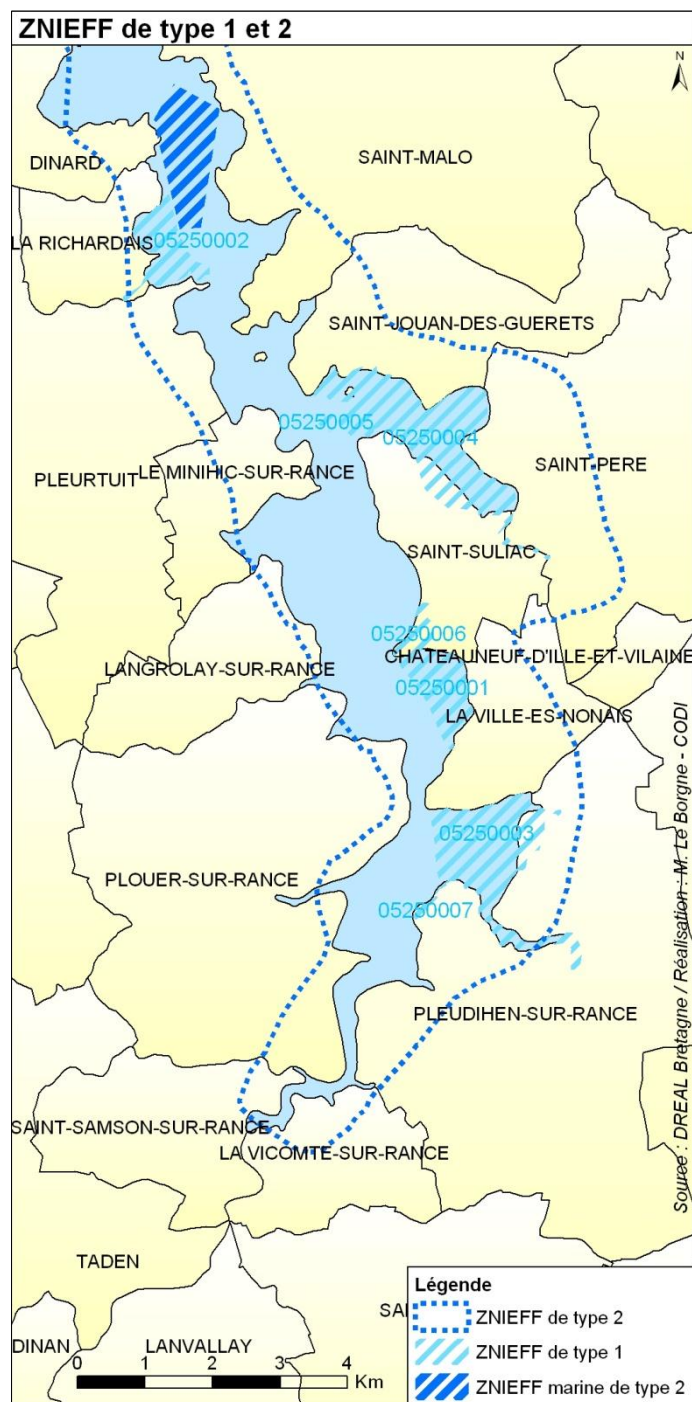 ZNIEFF de type 1 et 2
N
SAINT-MALO
DINARD
LA RICHARDAIS
05250002
SAINT-JOUAN-DES-GUERETS
05250005
05250004
SAINT-PERE
LE MINIHIC-SUR-RANCE
PLEURTUIT
SAINT-SULIAC
05250006
CHATEAUNEUF-D'ILLE-ET-VILAINE
LANGROLAY-SUR-RANCE
05250001
LA VILLE-ES-NONAIS
05250003
PLOUER-SUR-RANCE
05250007
PLEUDIHEN-SUR-RANCE
SAINT-SAMSON-SUR-RANCE
LA VICOMTE-SUR-RANCE
TADEN
SAI
DINAN
LANVALLAY
0 1 2 3 4
Km
Légende
ZNIEFF de type 2
ZNIEFF de type 1
ZNIEFF marine de type 2
Source : DREAL Bretagne / Réalisation : M. Le Borgne - CODI